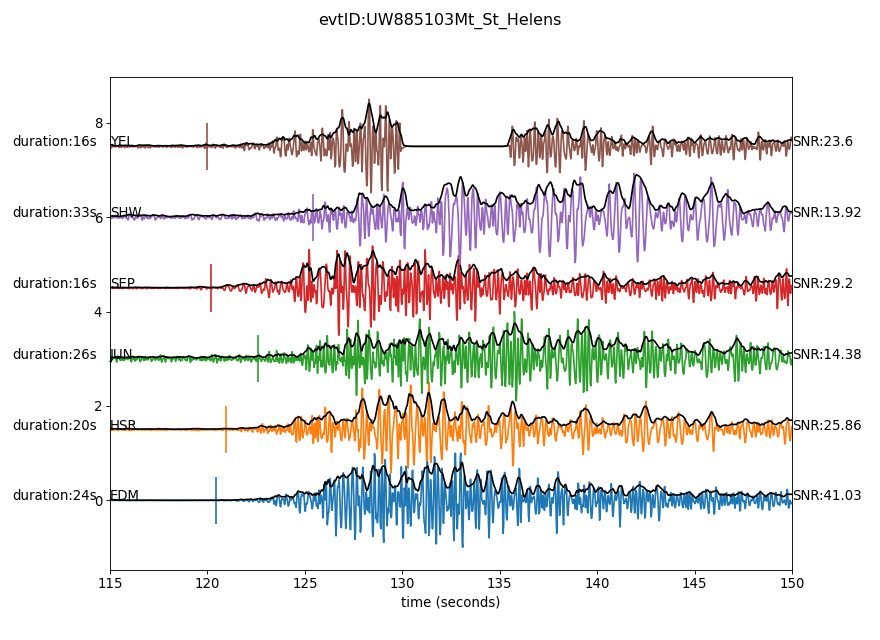 evtID:UW885103Mt_St_Helens
8
duration:16s YEL SNR:23.6
duration:33s SHW SNR:13.92
6
duration:16s SEP SNR:29.2
4
duration:26s JUN SNR:14.38
2
duration:20s HSR SNR:25.86
duration:24s EDM SNR:41.03
0
115 120 125 130 135 140 145 150
time (seconds)